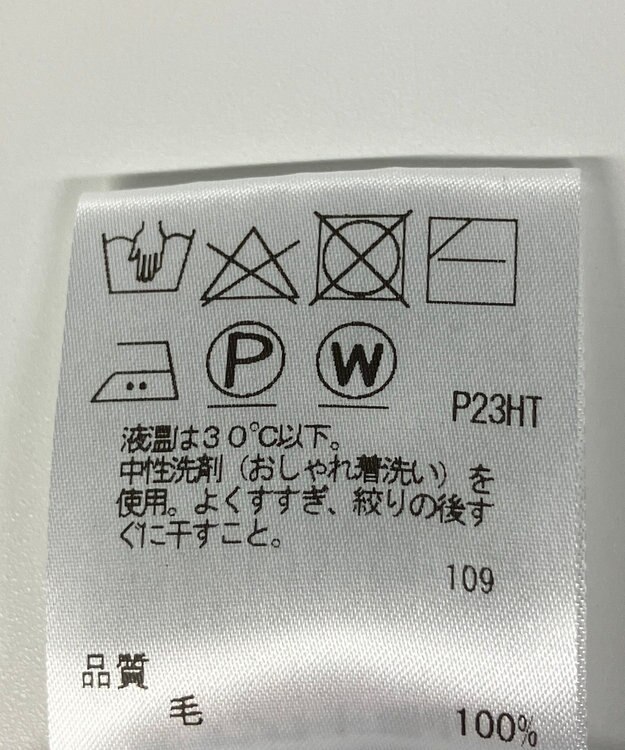 P W
P23HT
液温は30℃以下。
中性洗剤（おしゃれ着洗い）を
使用。よくすすぎ、絞りの後す
ぐに干すこと。
109
品質
毛 100%